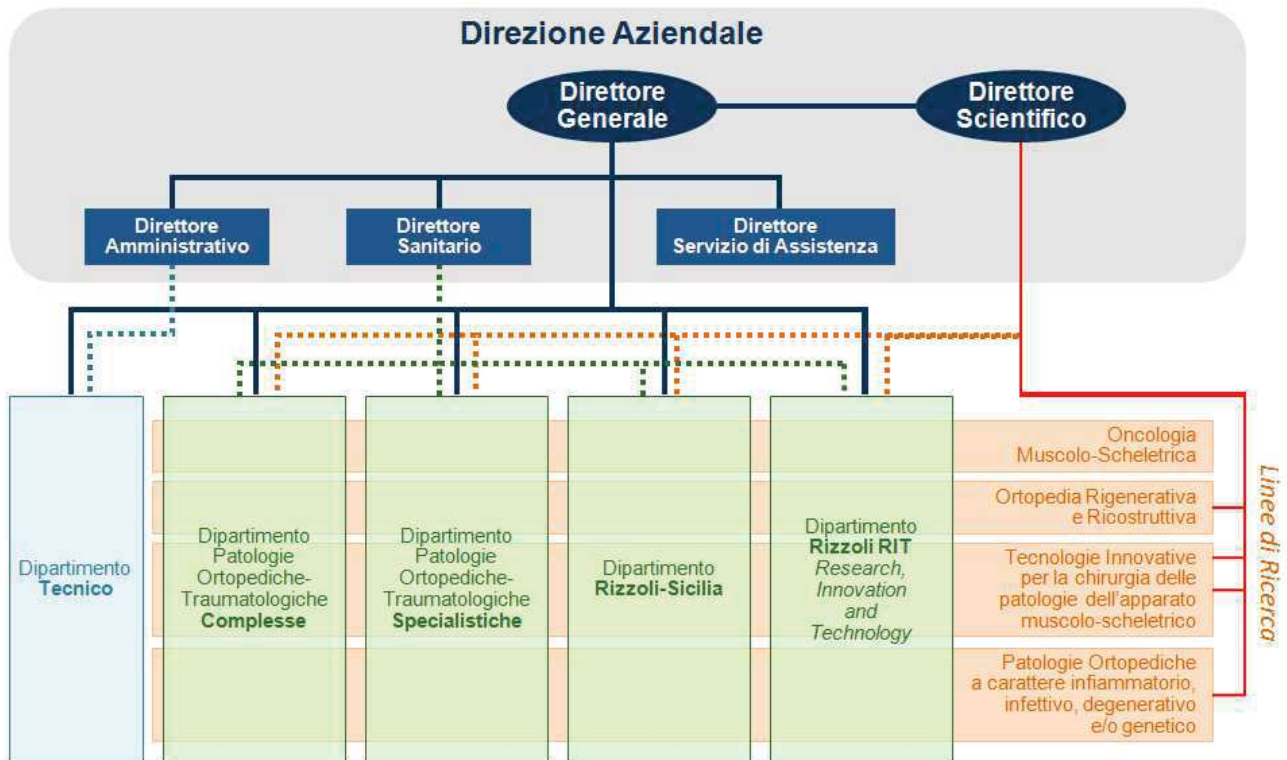 Direzione Aziendale
Direttore
Generale
Direttore
Scientifico
Direttore
Amministrativo
Direttore
Sanitario
Direttore
Servizio di Assistenza
Dipartimento
Tecnico
Dipartimento
Patologie
Ortopediche-
Traumatologiche
Complesse
Dipartimento
Patologie
Ortopediche-
Traumatologiche
Specialistiche
Dipartimento
Rizzoli-Sicilia
Dipartimento
Rizzoli RIT
Research,
Innovation
and
Technology
Oncologia
Muscolo-Scheletrica
Ortopedia Rigenerativa
e Ricostruttiva
Tecnologie Innovative
per la chirurgia delle
patologie dell'apparato
muscolo-scheletrico
Patologie Ortopediche
a carattere infiammatorio,
infettivo, degenerativo
e/o genetico
Linee di Ricerca